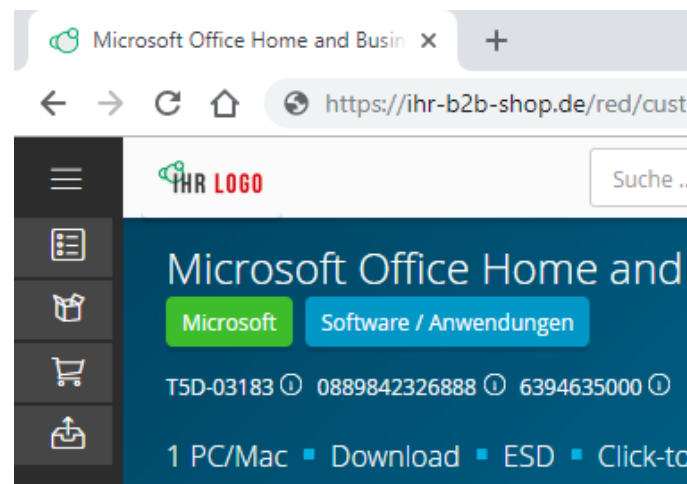 Microsoft Office Home and Busin
https://ihr-b2b-shop.de/red/cust
IHR LOGO
Suche ..
Microsoft Office Home and
Microsoft
Software / Anwendungen
T5D-03183 0889842326888 6394635000
1 PC/Mac ▪ Download ▪ ESD ▪ Click-to